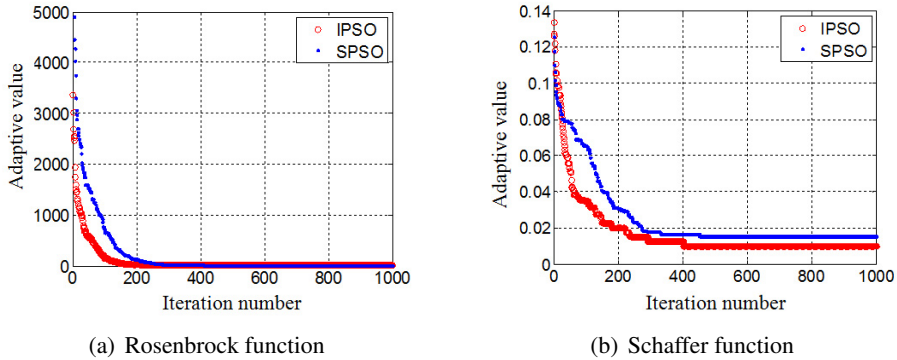 5000
4000
3000
2000
1000
0
0 200 400 600 800 1000
Adaptive value
Iteration number
IPSO
SPSO
(a) Rosenbrock function
0.14
0.12
0.1
0.08
0.06
0.04
0.02
0
0 200 400 600 800 1000
Adaptive value
Iteration number
IPSO
SPSO
(b) Schaffer function